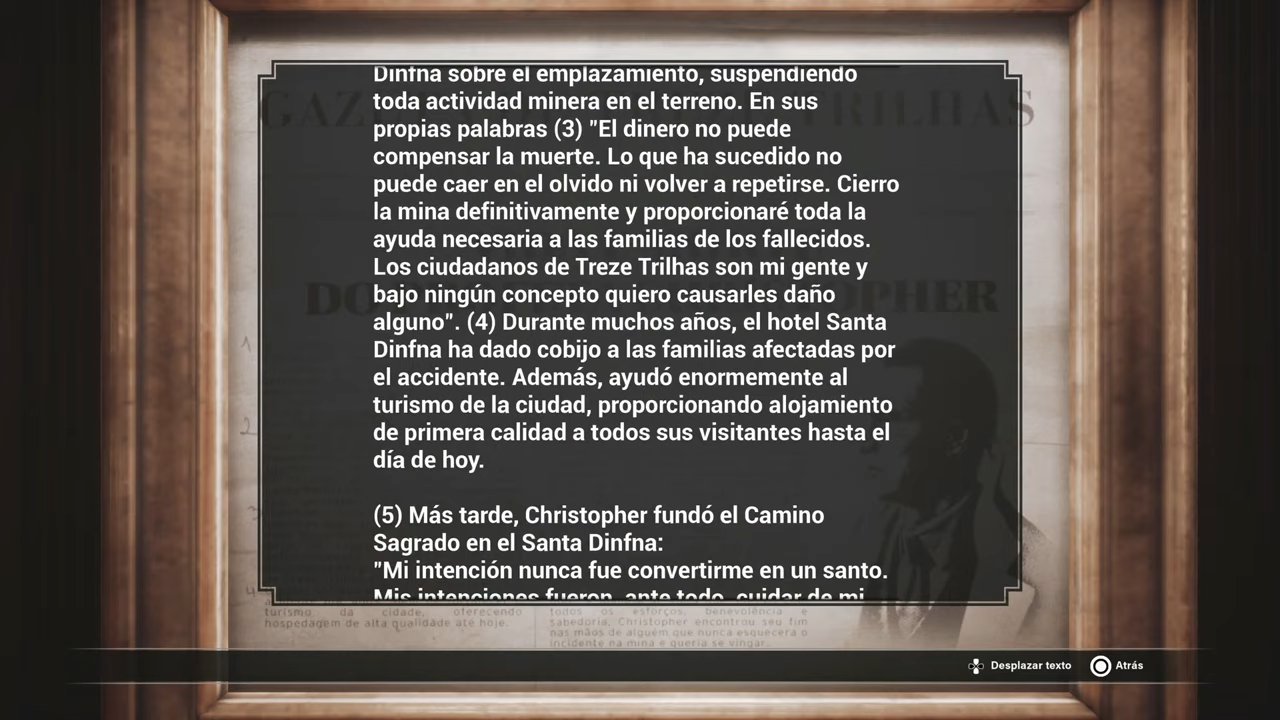 Dinfna sobre el emplazamiento, suspendiendo
toda actividad minera en el terreno. En sus
propias palabras (3) "El dinero no puede
compensar la muerte. Lo que ha sucedido no
puede caer en el olvido ni volver a repetirse. Cierro
la mina definitivamente y proporcionaré toda la
ayuda necesaria a las familias de los fallecidos.
Los ciudadanos de Treze Trilhas son mi gente y
bajo ningún concepto quiero causarles daño
alguno". (4) Durante muchos años, el hotel Santa
Dinfna ha dado cobijo a las familias afectadas por
el accidente. Además, ayudó enormemente al
turismo de la ciudad, proporcionando alojamiento
de primera calidad a todos sus visitantes hasta el
día de hoy.
(5) Más tarde, Christopher fundó el Camino
Sagrado en el Santa Dinfna:
"Mi intención nunca fue convertirme en un santo.
Mis intenciones fueron, ante todo, cuidar de mi
turismo da cidade, oferecendo
hospedagem de alta qualidade até hoje.
todos os esforços, benevolência e
sabedoria, Christopher encontrou seu fim
nas mãos de alguém que nunca esquecera o
incidente na mina e queria se vingar.
Desplazar texto
Atrás